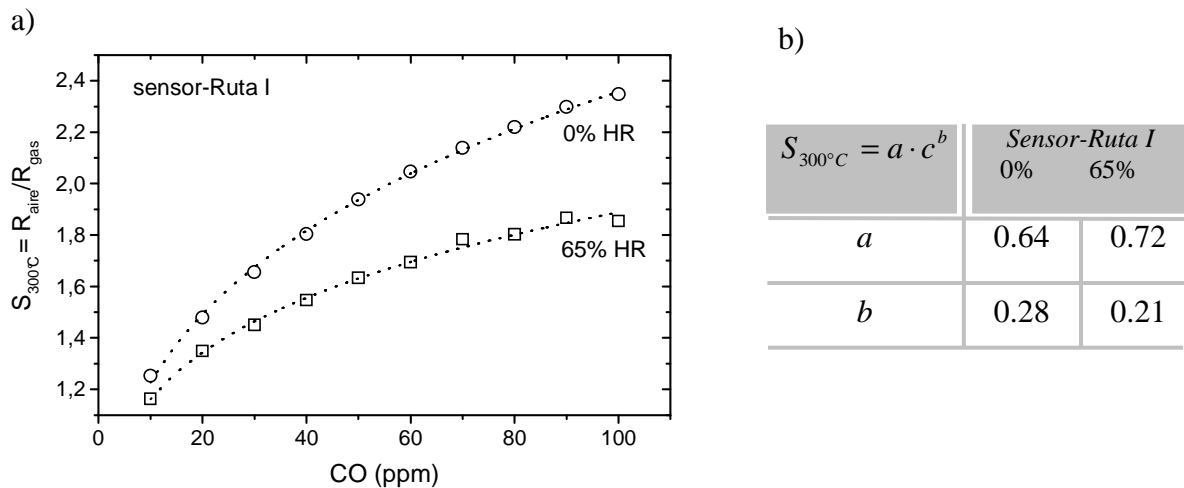 a)
sensor-Ruta I
2,4
2,2
2,0
1,8
1,6
1,4
1,2
0% HR
65% HR
S300℃ = Raire/Rgas
0 20 40 60 80 100
CO (ppm)
b)
S300°C = a · c^b
Sensor-Ruta I
0% 65%
a 0.64 0.72
b 0.28 0.21